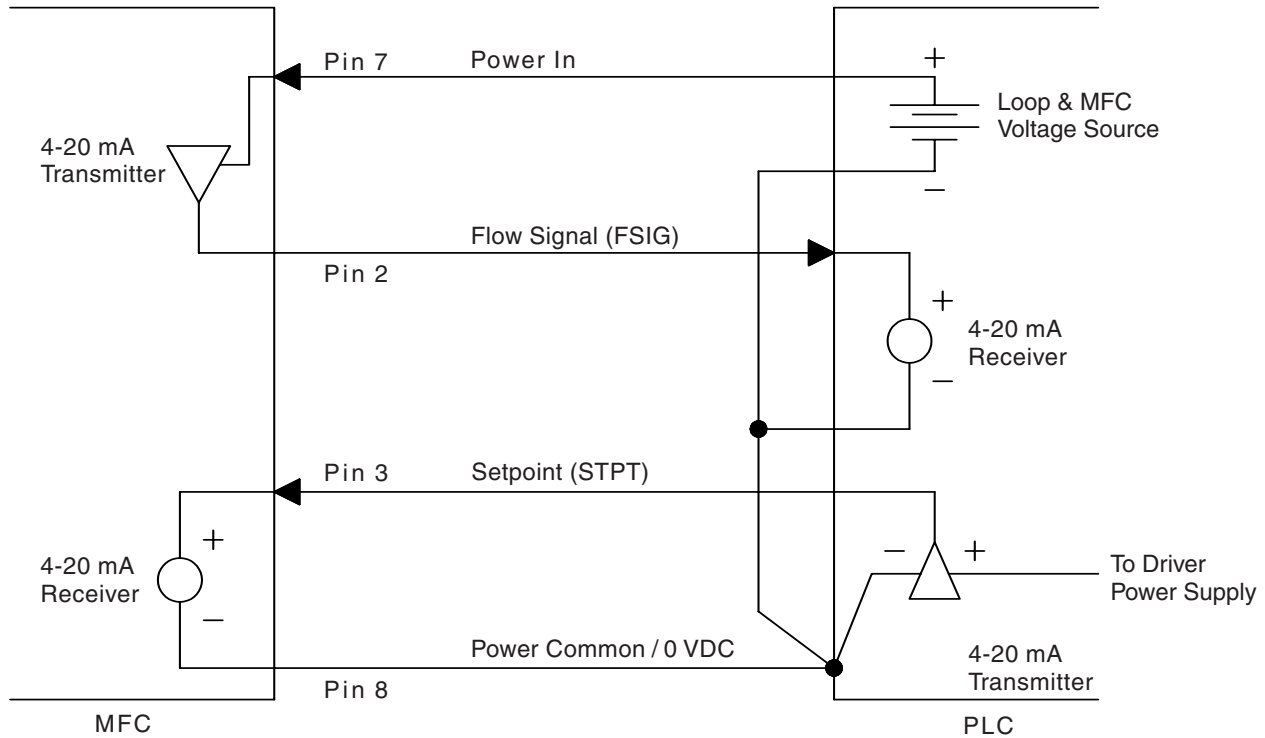 Pin 7
Power In
+
Loop & MFC
Voltage Source
−
4-20 mA
Transmitter
Flow Signal (FSIG)
Pin 2
+
4-20 mA
Receiver
−
Pin 3
Setpoint (STPT)
4-20 mA
Receiver
+
−
− +
To Driver
Power Supply
Power Common / 0 VDC
Pin 8
4-20 mA
Transmitter
MFC
PLC